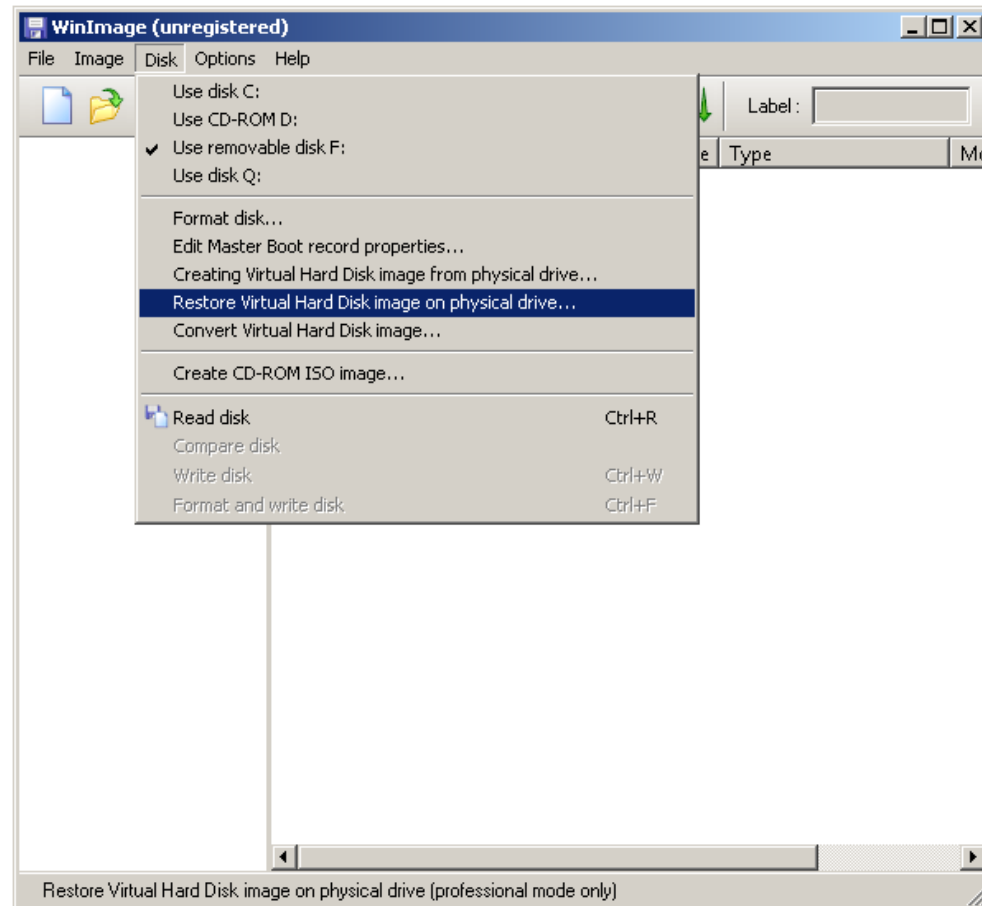 WinImage (unregistered)
File Image Disk Options Help
Label :
Use disk C:
Use CD-ROM D:
Use removable disk F:
Use disk Q:
e Type
Format disk...
Edit Master Boot record properties...
Creating Virtual Hard Disk image from physical drive...
Restore Virtual Hard Disk image on physical drive...
Convert Virtual Hard Disk image...
Create CD-ROM ISO image...
Read disk Ctrl+R
Compare disk
Write disk Ctrl+W
Format and write disk Ctrl+F
Restore Virtual Hard Disk image on physical drive (professional mode only)